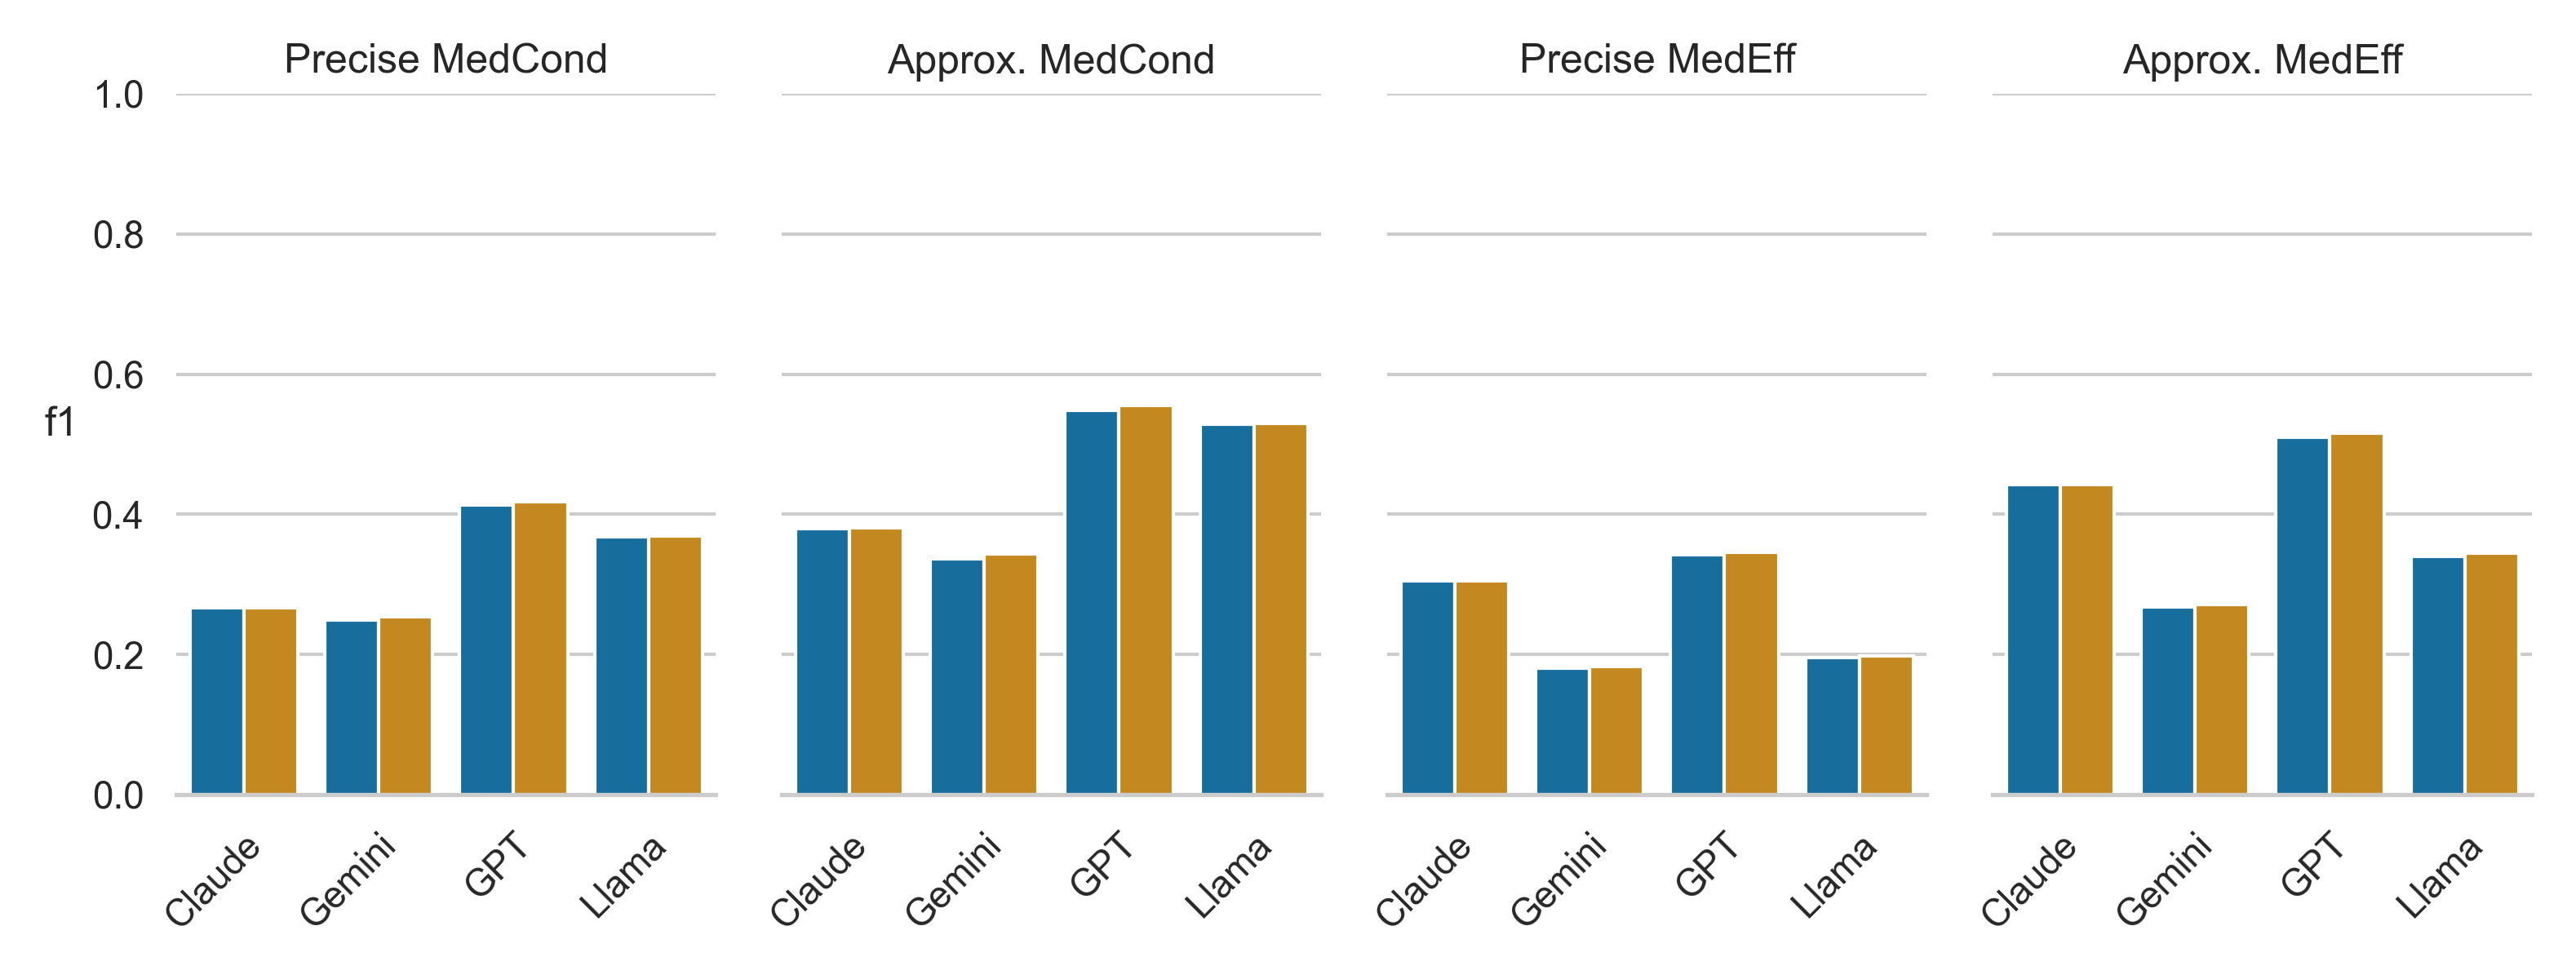 Precise MedCond
Approx. MedCond
Precise MedEff
Approx. MedEff
1.0
0.8
0.6
0.4
0.2
0.0
f1
Claude
Gemini
GPT
Llama
Claude
Gemini
GPT
Llama
Claude
Gemini
GPT
Llama
Claude
Gemini
GPT
Llama